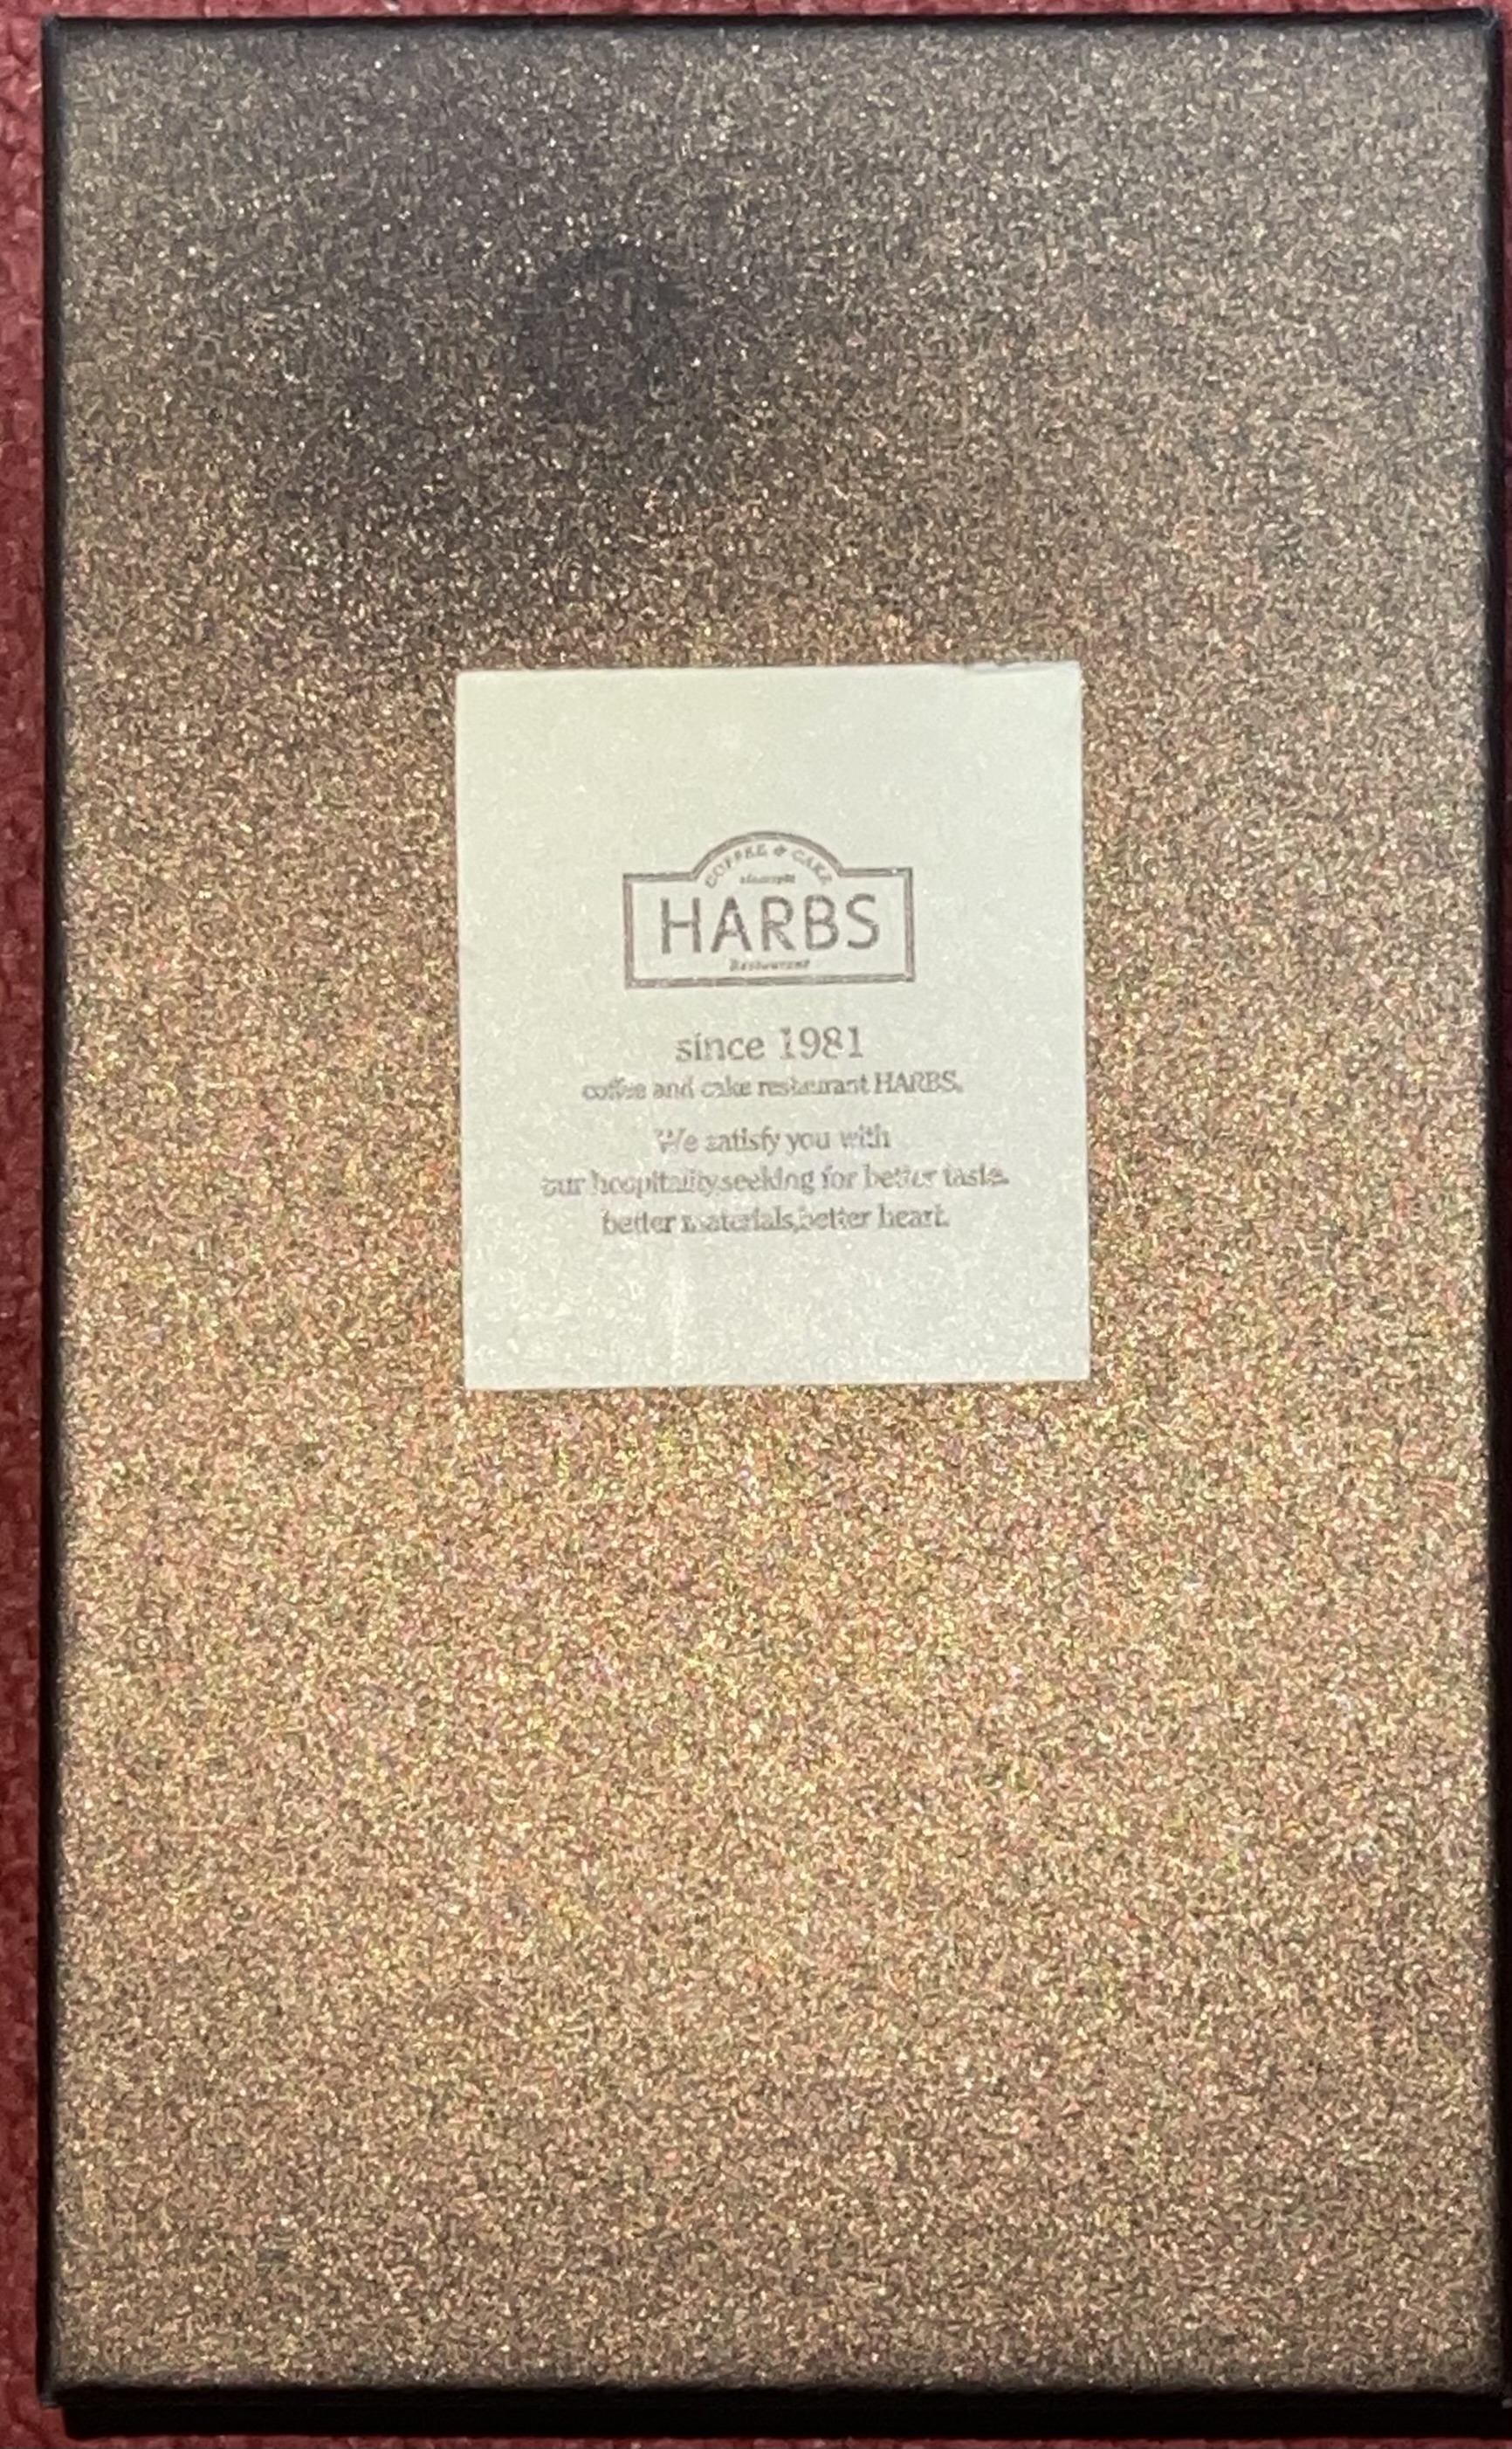 COFFEE & CAKE
HARBS
Restaurant
since 1981
coffee and cake restaurant HARBS.
We satisfy you with
our hospitality,seeking for better taste.
better materials,better heart.